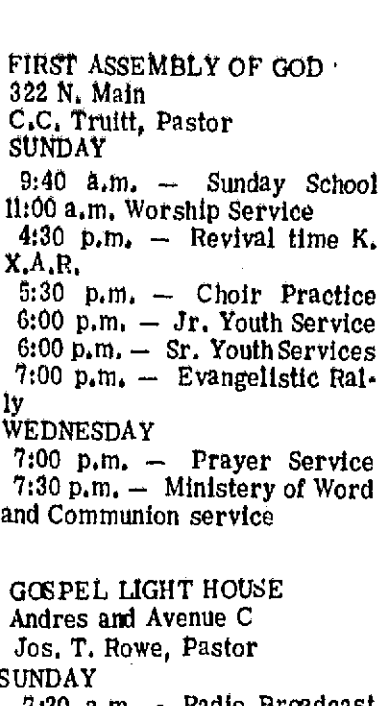 FIRST ASSEMBLY OF GOD
322 N. Main
C.C. Truitt, Pastor
SUNDAY
9:40 a.m. — Sunday School
11:00 a.m. Worship Service
4:30 p.m. — Revival time K.
X.A.R.
5:30 p.m. — Choir Practice
6:00 p.m. — Jr. Youth Service
6:00 p.m. — Sr. Youth Services
7:00 p.m. — Evangelistic Ral-
ly
WEDNESDAY
7:00 p.m. — Prayer Service
7:30 p.m. — Ministery of Word
and Communion service
GOSPEL LIGHT HOUSE
Andres and Avenue C
Jos. T. Rowe, Pastor
SUNDAY
a.m. - Radio Broadcast